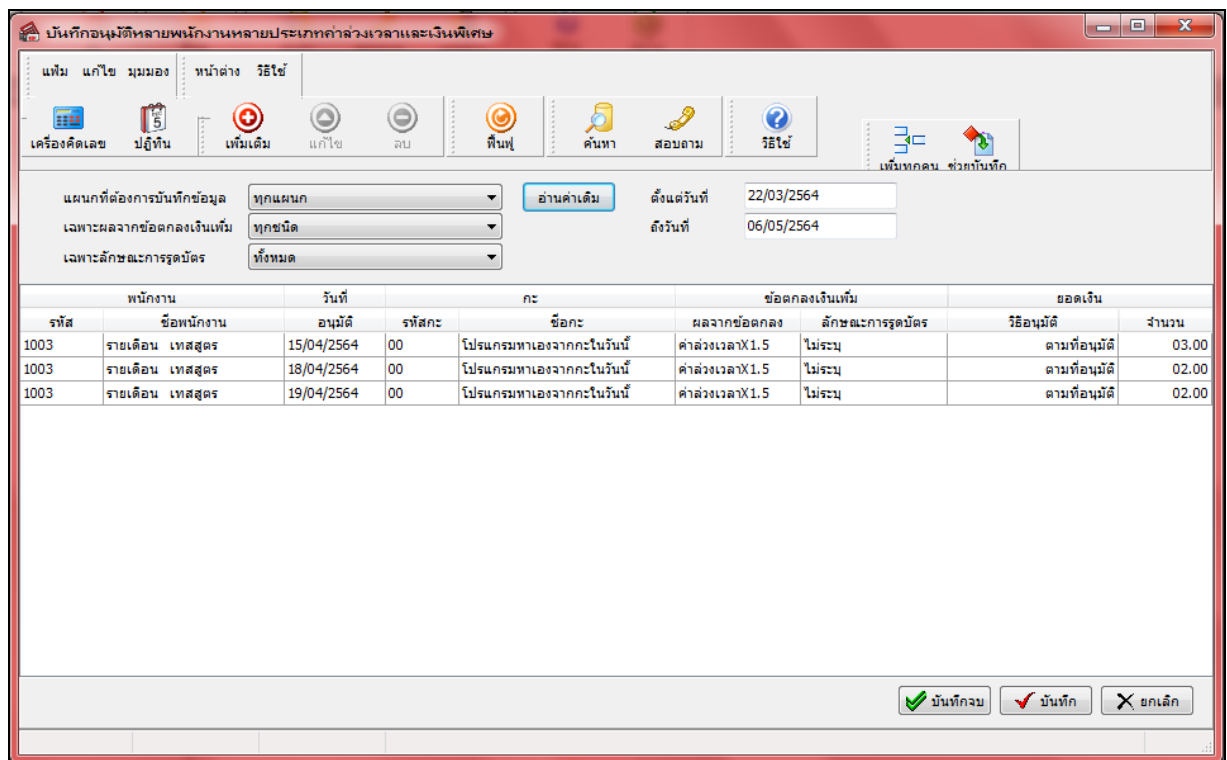 บันทึกอนุมัติหลายพนักงานหลายประเภทค่าล่วงเวลาและเงินพิเศษ
แฟ้ม แก้ไข มุมมอง หน้าต่าง วิธีใช้
เครื่องคิดเลข ปฏิทิน เพิ่มเติม แก้ไข ลบ ฟื้นฟู ค้นหา สอบถาม วิธีใช้ เพิ่มทุกคน ช่วยบันทึก
แผนกที่ต้องการบันทึกข้อมูล ทุกแผนก อ่านค่าเดิม ตั้งแต่วันที่ 22/03/2564
เฉพาะผลจากข้อตกลงเงินเพิ่ม ทุกชนิด ถึงวันที่ 06/05/2564
เฉพาะลักษณะการรูดบัตร ทั้งหมด
พนักงาน วันที่ กะ ข้อตกลงเงินเพิ่ม ยอดเงิน
รหัส ชื่อพนักงาน อนุมัติ รหัสกะ ชื่อกะ ผลจากข้อตกลง ลักษณะการรูดบัตร วิธีอนุมัติ จำนวน
1003 รายเดือน เทสสูตร 15/04/2564 00 โปรแกรมหาเองจากกะในวันนี้ ค่าล่วงเวลาX1.5 ไม่ระบุ ตามที่อนุมัติ 03.00
1003 รายเดือน เทสสูตร 18/04/2564 00 โปรแกรมหาเองจากกะในวันนี้ ค่าล่วงเวลาX1.5 ไม่ระบุ ตามที่อนุมัติ 02.00
1003 รายเดือน เทสสูตร 19/04/2564 00 โปรแกรมหาเองจากกะในวันนี้ ค่าล่วงเวลาX1.5 ไม่ระบุ ตามที่อนุมัติ 02.00
บันทึกจบ บันทึก ยกเลิก